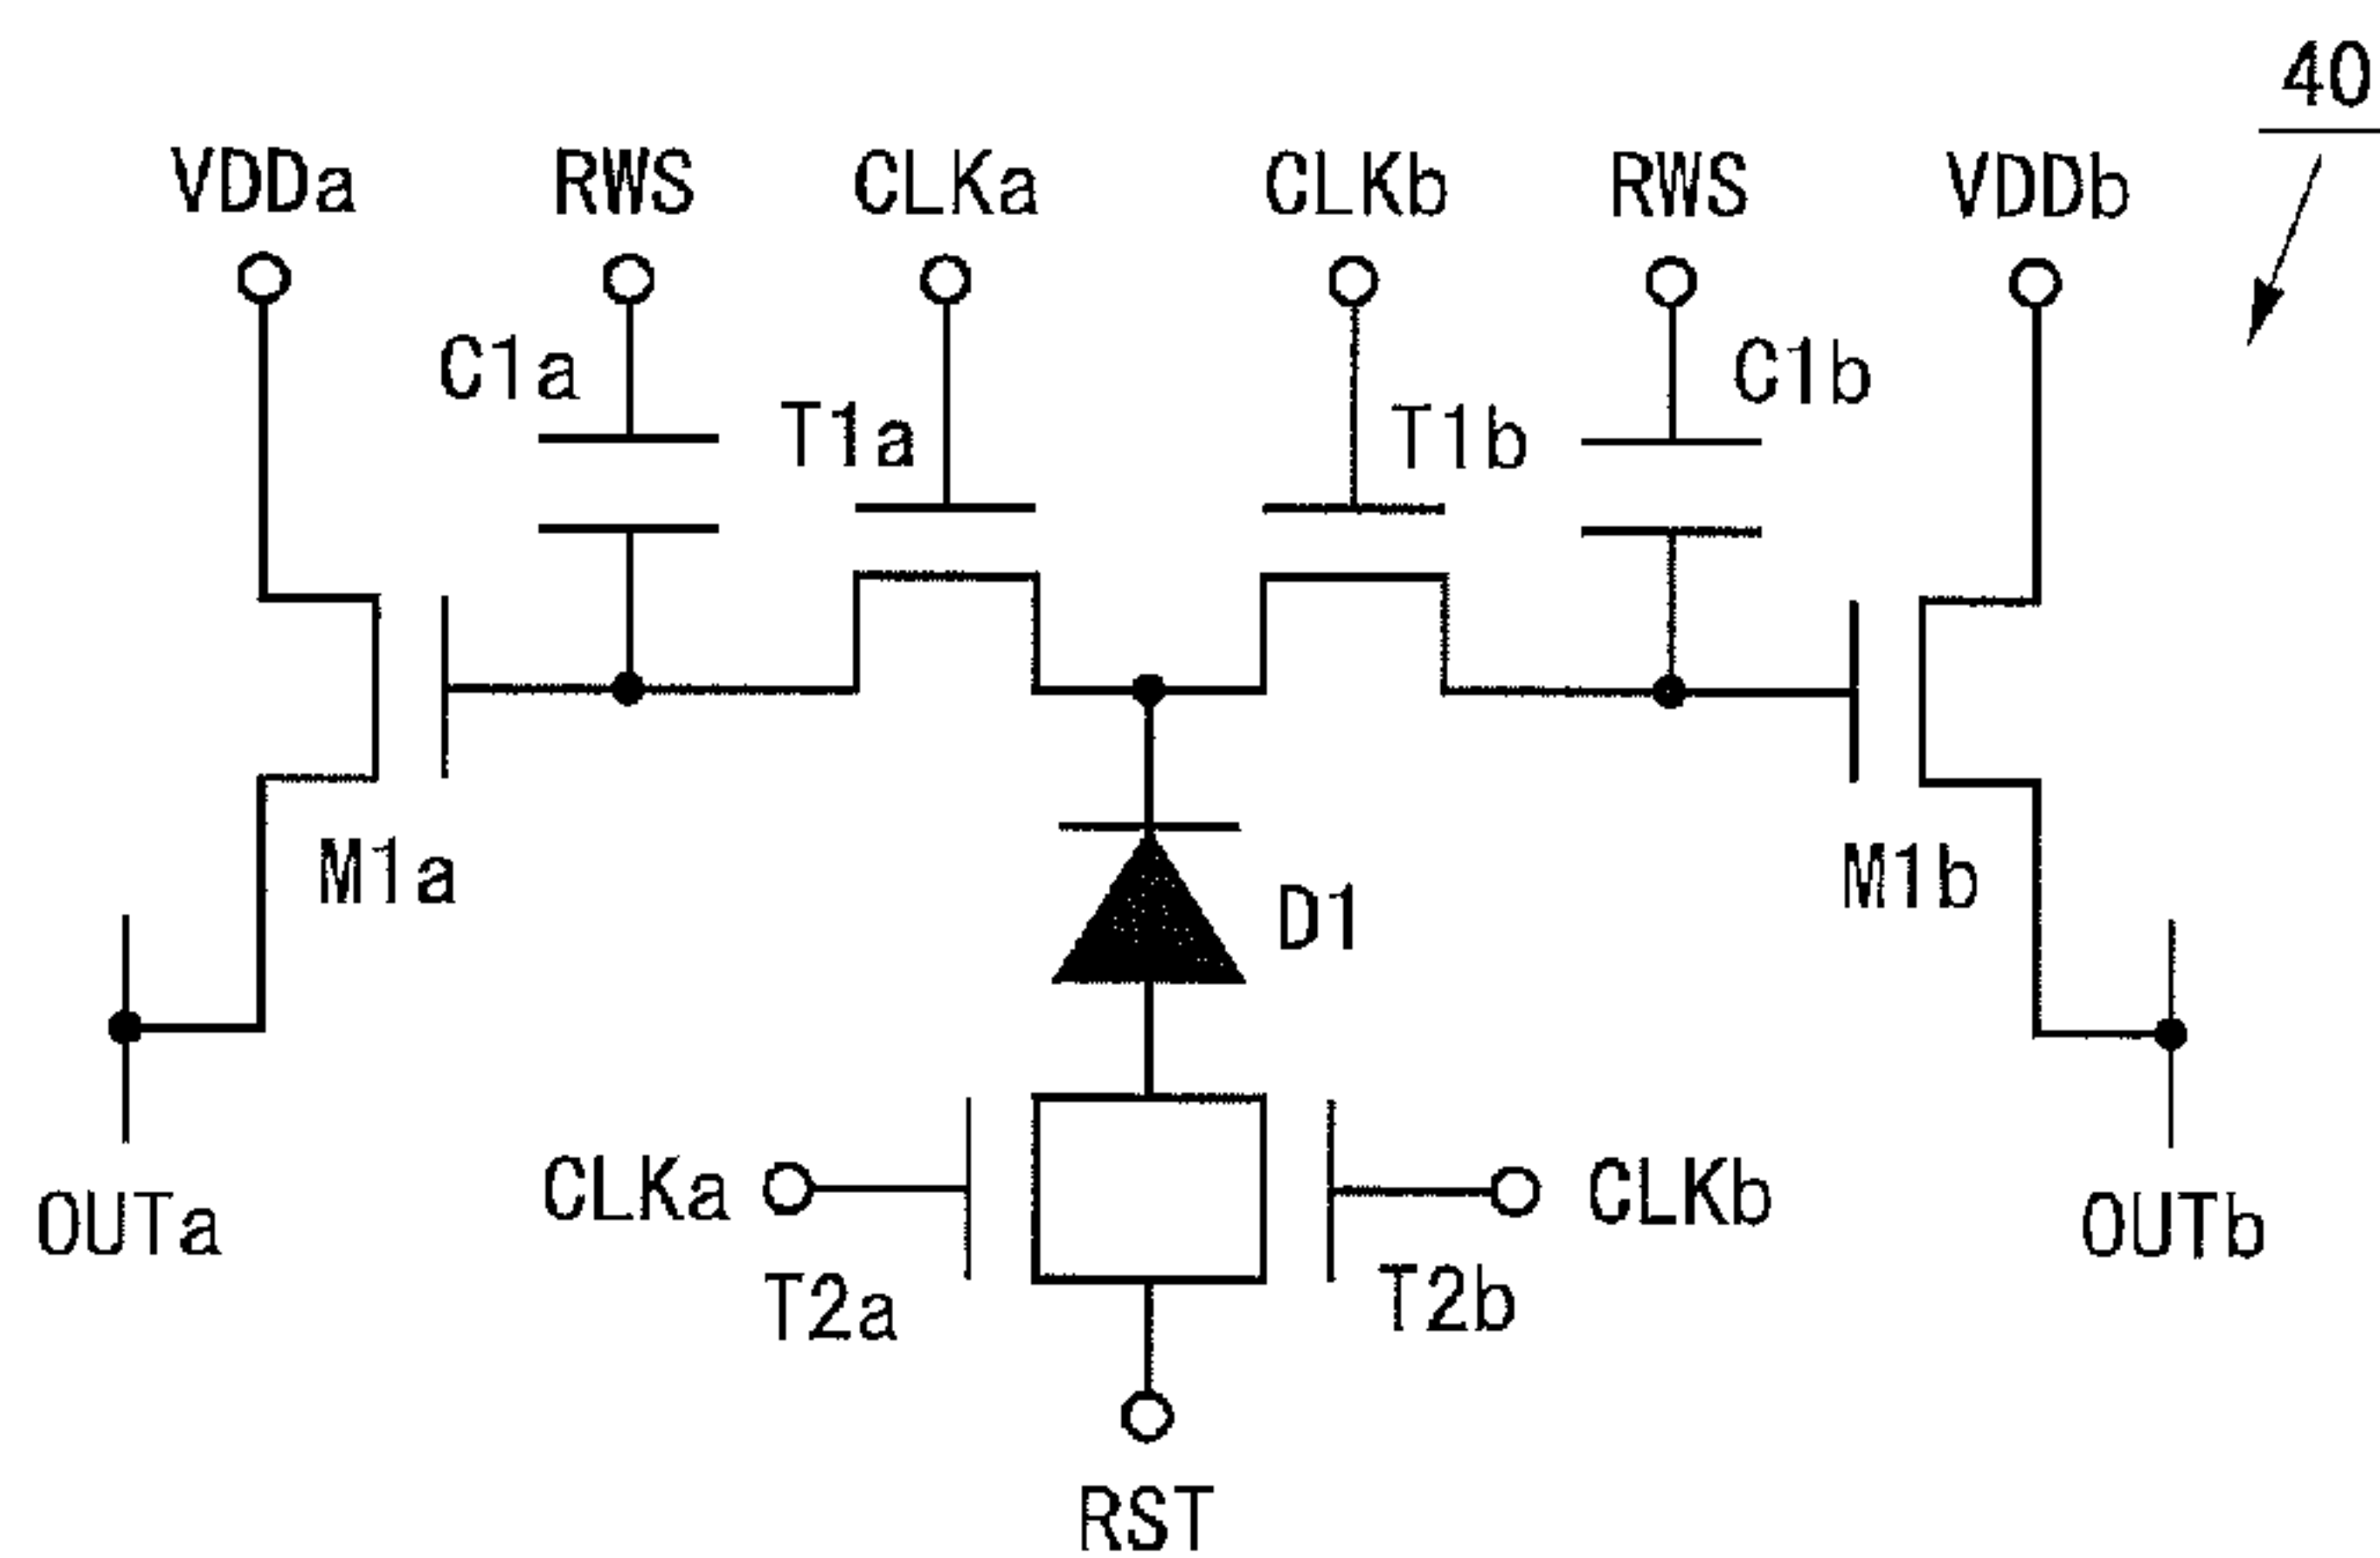 40
VDDa RWS CLKa CLKb RWS VDDb
C1a C1b
T1a T1b
M1a M1b
D1
CLKa CLKb
OUTa OUTb
T2a T2b
RST